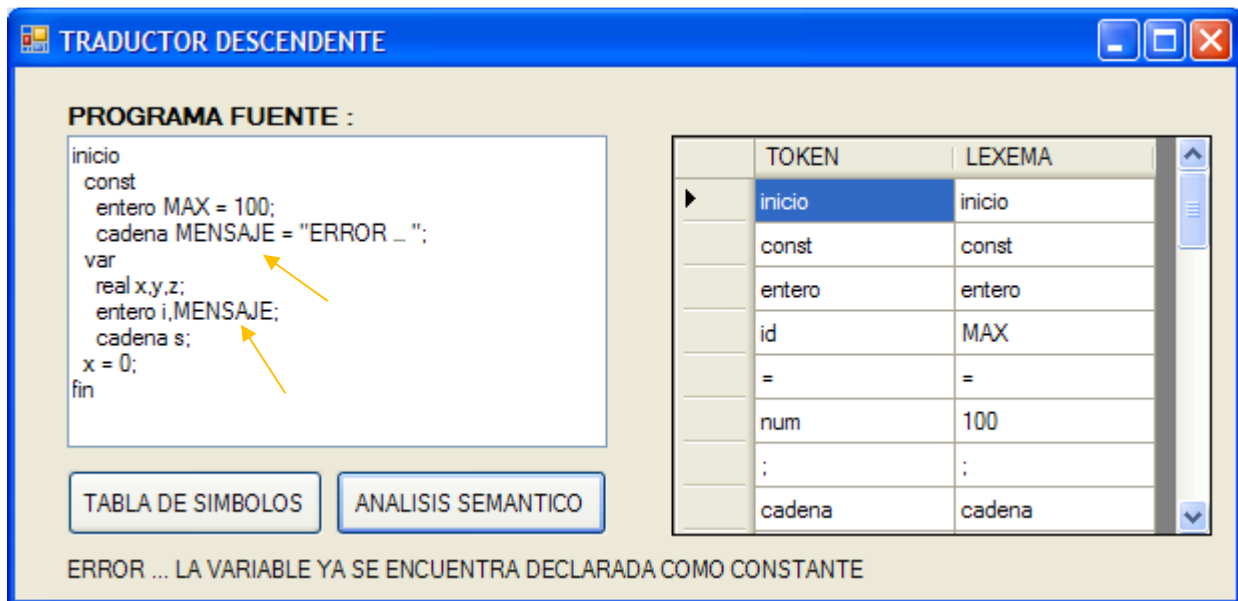 TRADUCTOR DESCENDENTE
PROGRAMA FUENTE :
inicio
const
entero MAX = 100;
cadena MENSAJE = "ERROR ... ";
var
real x,y,z;
entero i,MENSAJE;
cadena s;
x = 0;
fin
TABLA DE SIMBOLOS ANALISIS SEMANTICO
ERROR ... LA VARIABLE YA SE ENCUENTRA DECLARADA COMO CONSTANTE
TOKEN LEXEMA
inicio inicio
const const
entero entero
id MAX
= =
num 100
; ;
cadena cadena